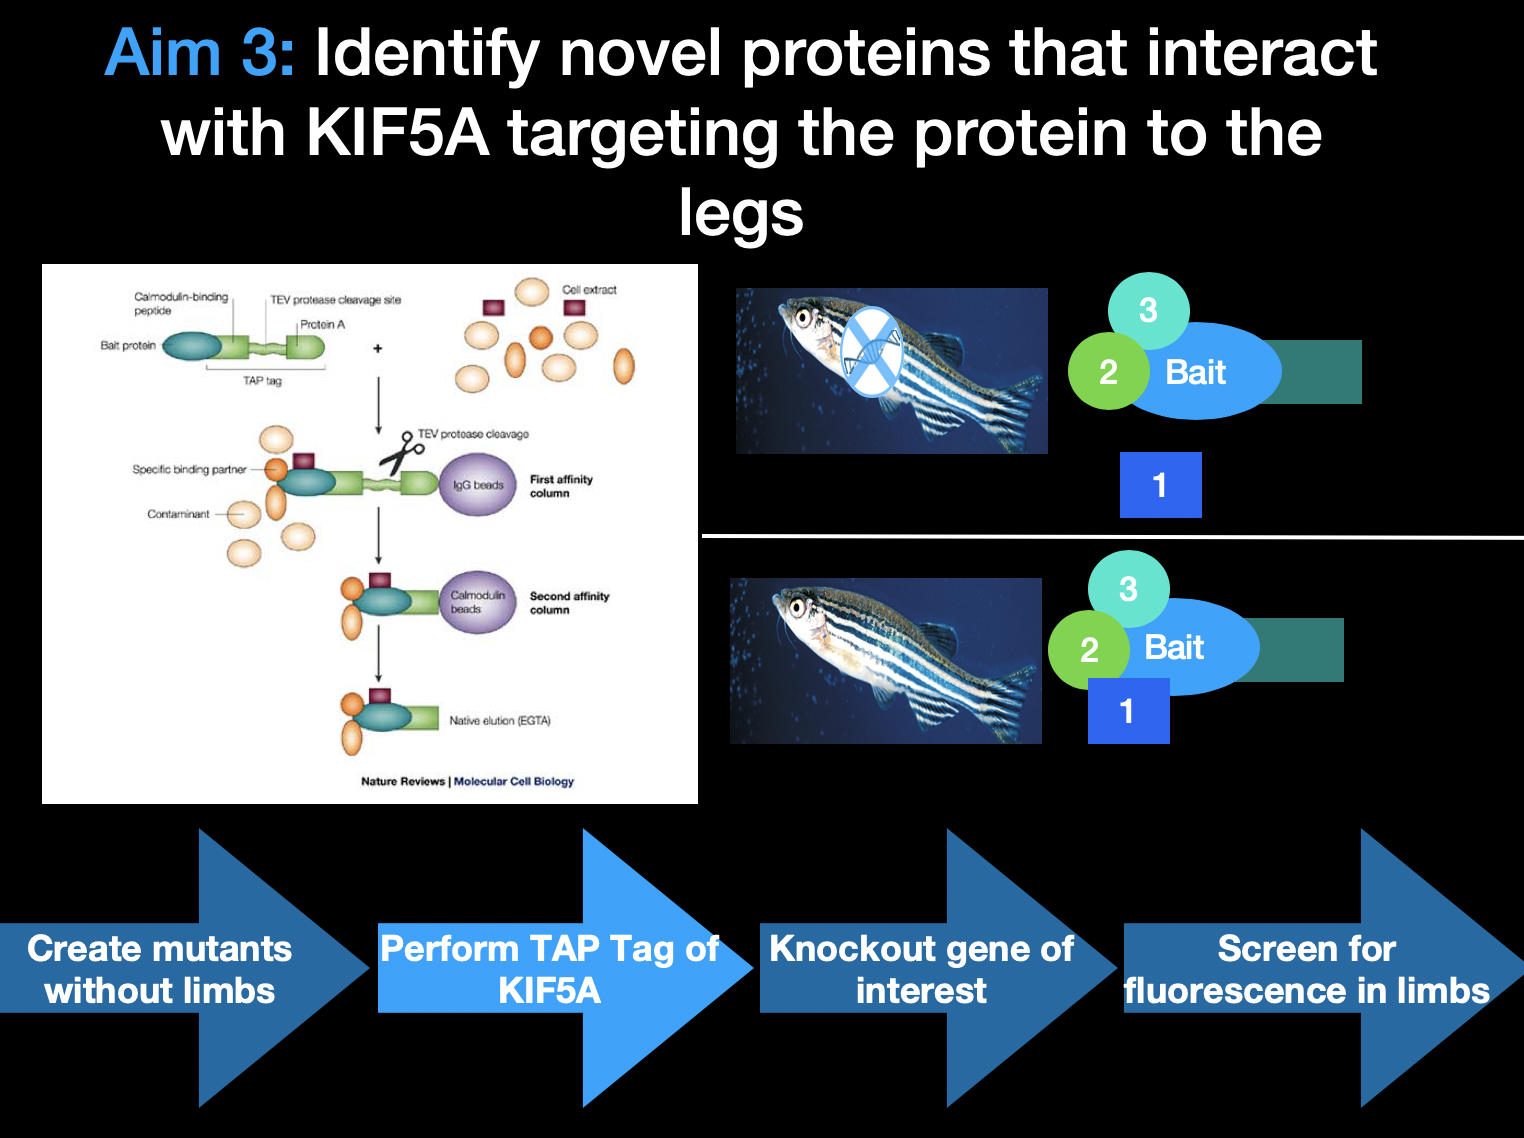 Aim 3: Identify novel proteins that interact
with KIF5A targeting the protein to the
legs
Calmodulin-binding
peptide
TEV protease cleavage site
Protein A
Bait protein
TAP tag
+
Cell extract
TEV protease cleavage
Specific binding partner
IgG beads
First affinity
column
Contaminant
Calmodulin
beads
Second affinity
column
Native elution (EGTA)
Nature Reviews | Molecular Cell Biology
3
2
Bait
1
3
2
Bait
1
Create mutants
without limbs
Perform TAP Tag of
KIF5A
Knockout gene of
interest
Screen for
fluorescence in limbs